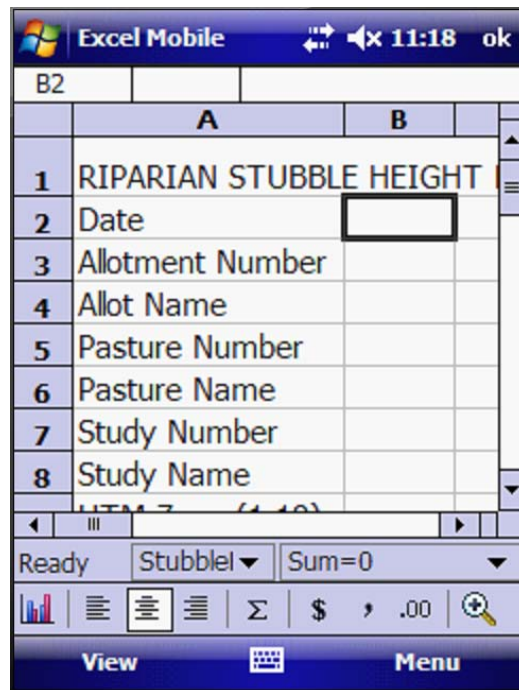 Excel Mobile 11:18 ok
B2
A B
1 RIPARIAN STUBBLE HEIGHT
2 Date
3 Allotment Number
4 Allot Name
5 Pasture Number
6 Pasture Name
7 Study Number
8 Study Name
Ready Stubblel Sum=0
Σ $ , .00
View Menu